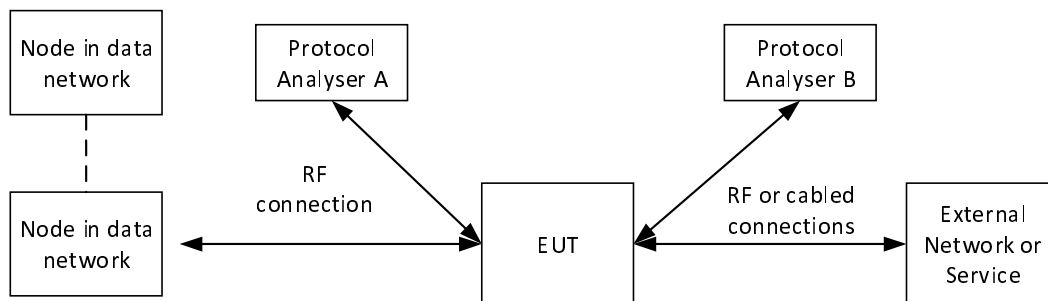 Node in data
network
Protocol
Analyser A
Protocol
Analyser B
RF
connection
Node in data
network
EUT
RF or cabled
connections
External
Network or
Service